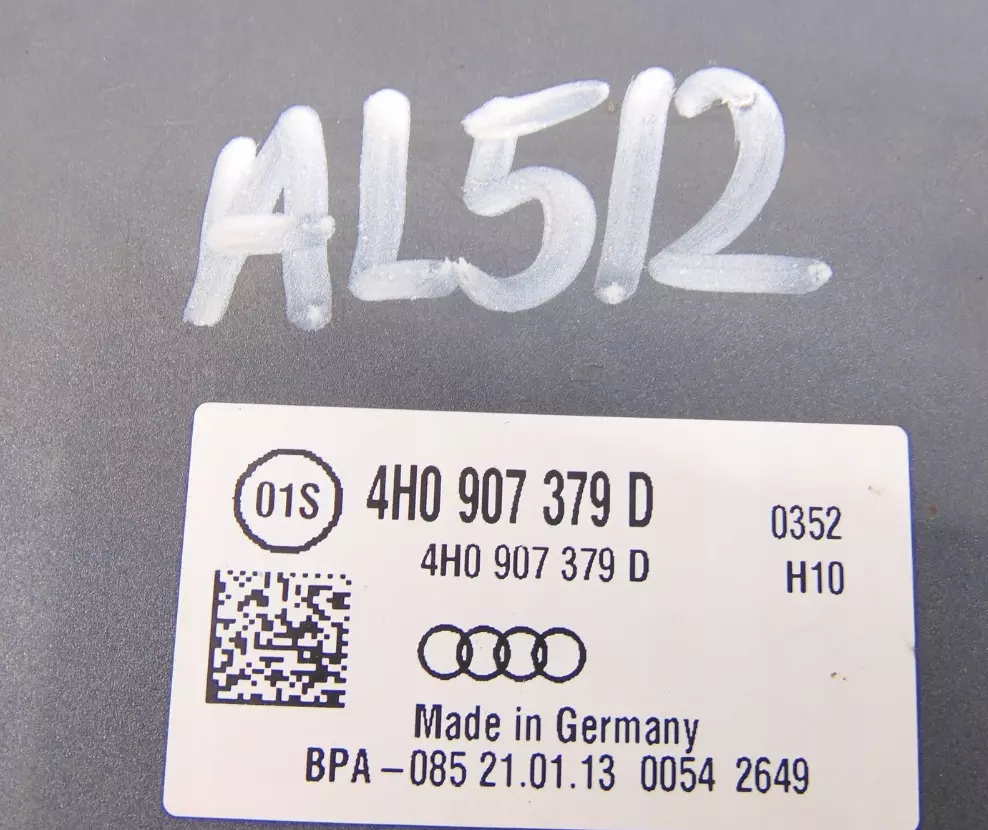 AL512
01S 4H0 907 379 D 0352
4H0 907 379 D H10
Made in Germany
BPA-085 21.01.13 0054 2649